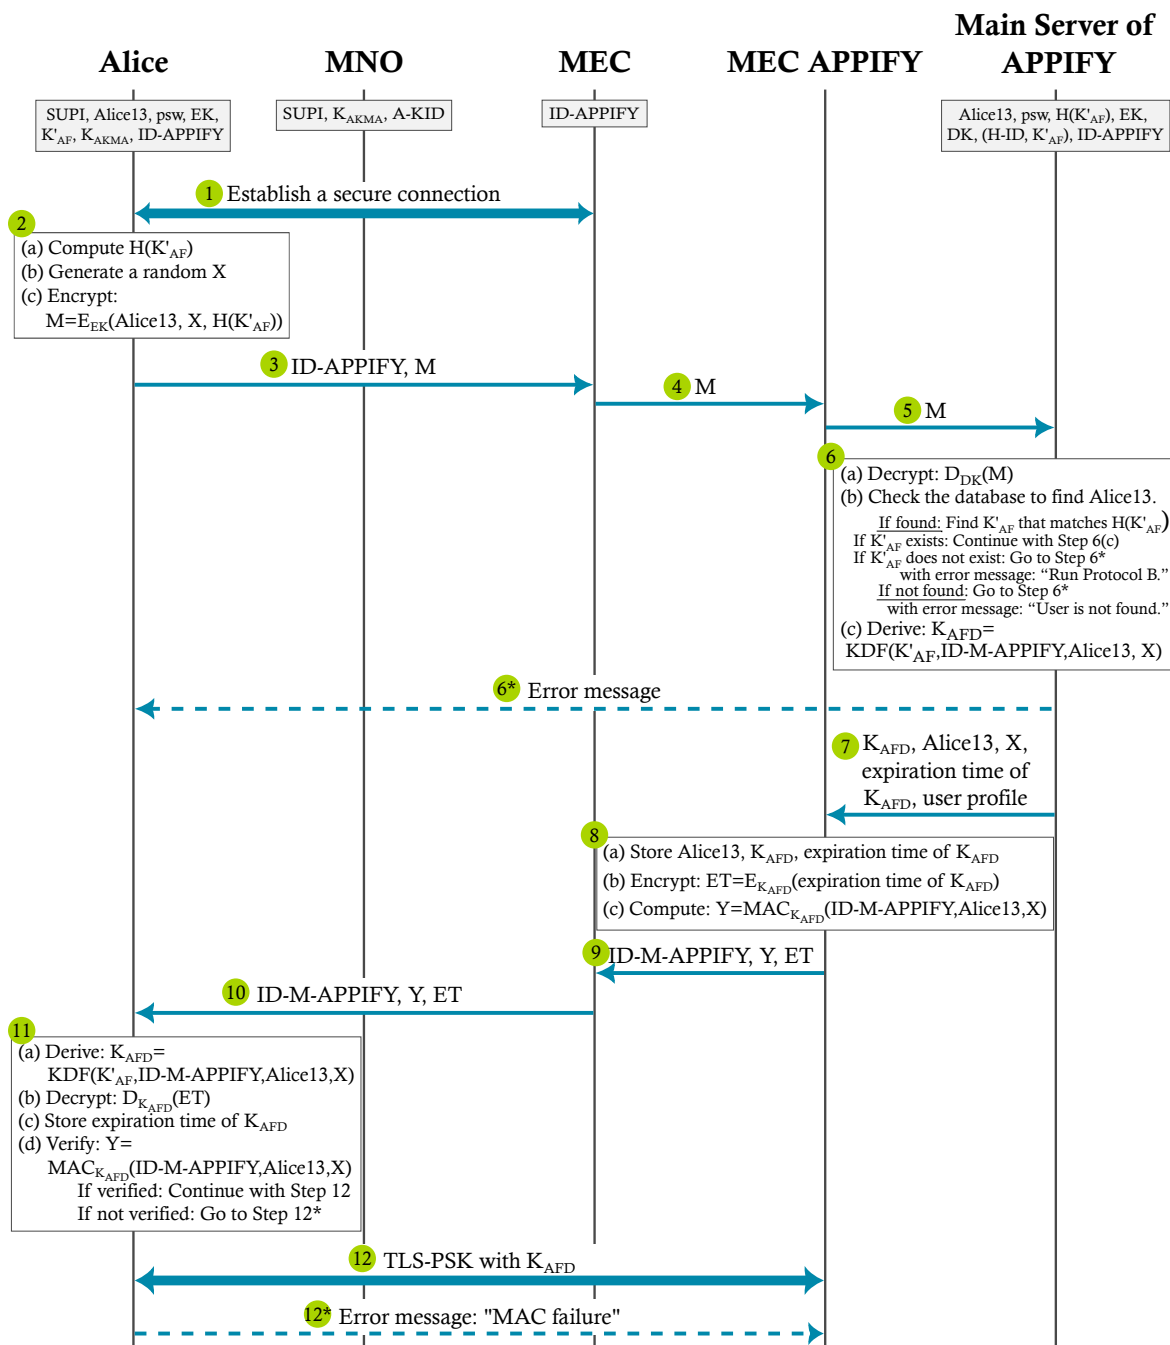 Alice
MNO
MEC
MEC APPIFY
Main Server of
APPIFY
SUPI, Alice13, psw, EK,
K'AF, KAKMA, ID-APPIFY
SUPI, KAKMA, A-KID
ID-APPIFY
Alice13, psw, H(K'AF), EK,
DK, (H-ID, K'AF), ID-APPIFY
1 Establish a secure connection
2
(a) Compute H(K'AF)
(b) Generate a random X
(c) Encrypt:
M=EEK(Alice13, X, H(K'AF))
3 ID-APPIFY, M
4 M
5 M
6
(a) Decrypt: DDK(M)
(b) Check the database to find Alice13.
If found: Find K'AF that matches H(K'AF)
If K'AF exists: Continue with Step 6(c)
If K'AF does not exist: Go to Step 6*
with error message: “Run Protocol B.”
If not found: Go to Step 6*
with error message: “User is not found.”
(c) Derive: KAFD=
KDF(K'AF,ID-M-APPIFY,Alice13, X)
6* Error message
7 KAFD, Alice13, X,
expiration time of
KAFD, user profile
8
(a) Store Alice13, KAFD, expiration time of KAFD
(b) Encrypt: ET=EKAFD(expiration time of KAFD)
(c) Compute: Y=MACKAFD(ID-M-APPIFY,Alice13,X)
9 ID-M-APPIFY, Y, ET
10 ID-M-APPIFY, Y, ET
11
(a) Derive: KAFD=
KDF(K'AF,ID-M-APPIFY,Alice13,X)
(b) Decrypt: DKAFD(ET)
(c) Store expiration time of KAFD
(d) Verify: Y=
MACKAFD(ID-M-APPIFY,Alice13,X)
If verified: Continue with Step 12
If not verified: Go to Step 12*
12 TLS-PSK with KAFD
12* Error message: "MAC failure"